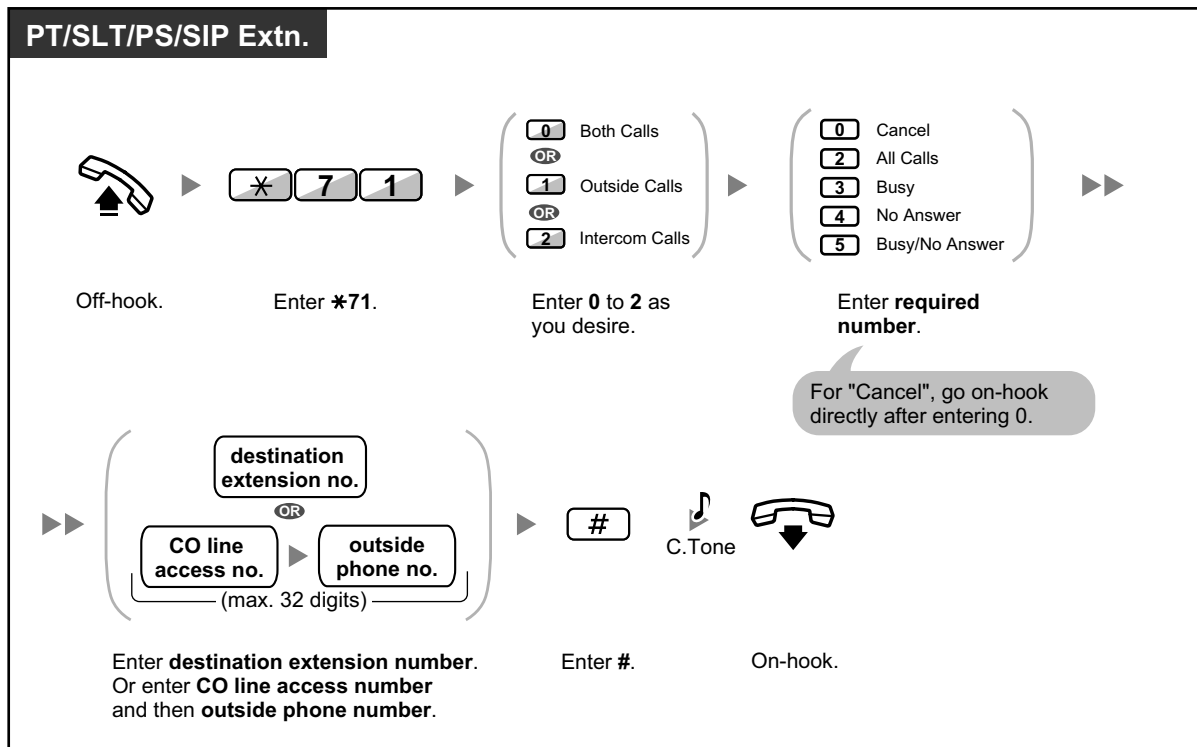 PT/SLT/PS/SIP Extn.
0 Both Calls
OR
1 Outside Calls
OR
2 Intercom Calls
0 Cancel
2 All Calls
3 Busy
4 No Answer
5 Busy/No Answer
* 7 1
Off-hook.
Enter *71.
Enter 0 to 2 as
you desire.
Enter required
number.
For "Cancel", go on-hook
directly after entering 0.
destination
extension no.
OR
CO line
access no.
outside
phone no.
(max. 32 digits)
#
C.Tone
Enter destination extension number.
Or enter CO line access number
and then outside phone number.
Enter #.
On-hook.